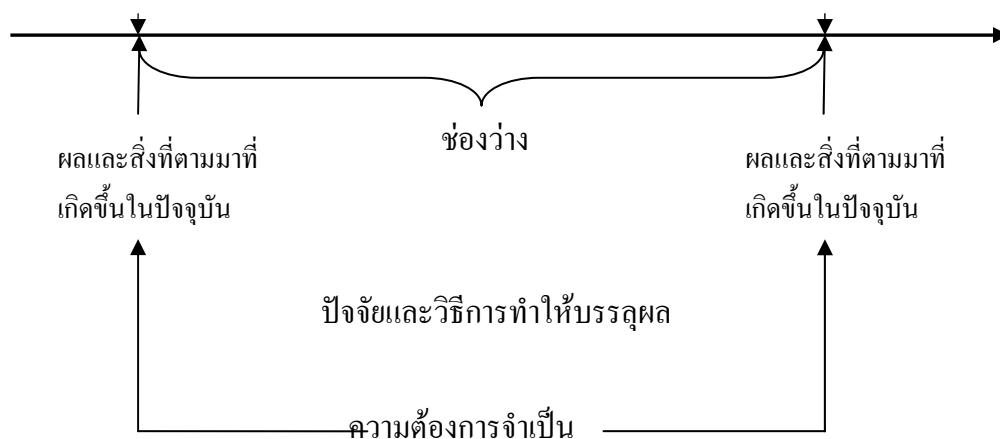 ช่องว่าง
ผลและสิ่งที่ตามมาที่
เกิดขึ้นในปัจจุบัน
ผลและสิ่งที่ตามมาที่
เกิดขึ้นในปัจจุบัน
ปัจจัยและวิธีการทำให้บรรลุผล
ความต้องการจำเป็น